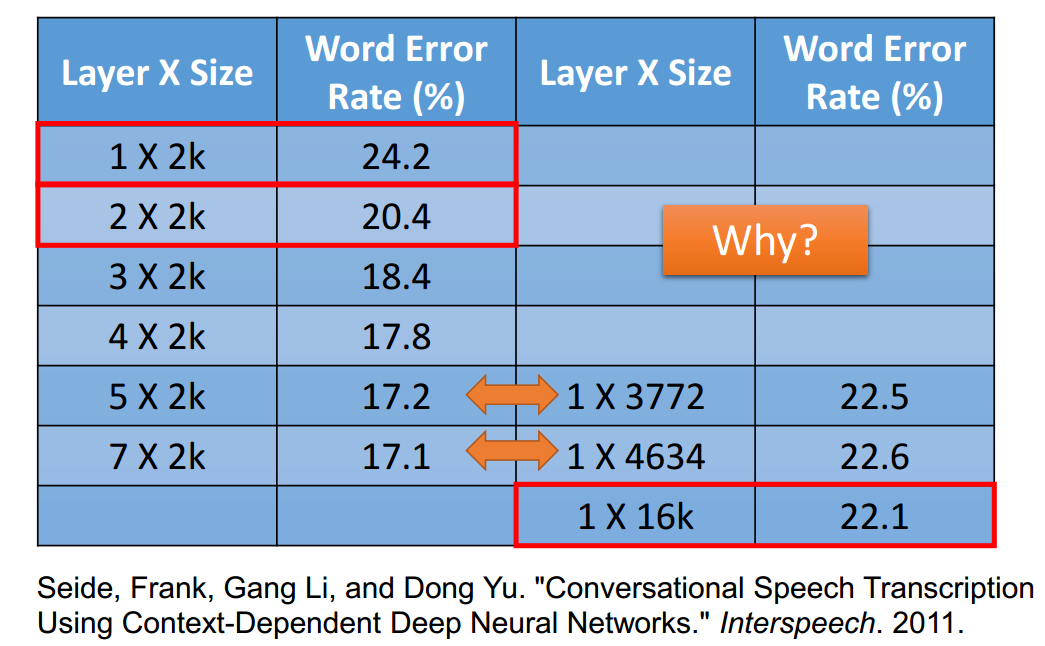 Layer X Size Word Error Rate (%) Layer X Size Word Error Rate (%)
1 X 2k 24.2
2 X 2k 20.4
Why?
3 X 2k 18.4
4 X 2k 17.8
5 X 2k 17.2 1 X 3772 22.5
7 X 2k 17.1 1 X 4634 22.6
1 X 16k 22.1
Seide, Frank, Gang Li, and Dong Yu. "Conversational Speech Transcription
Using Context-Dependent Deep Neural Networks." Interspeech. 2011.